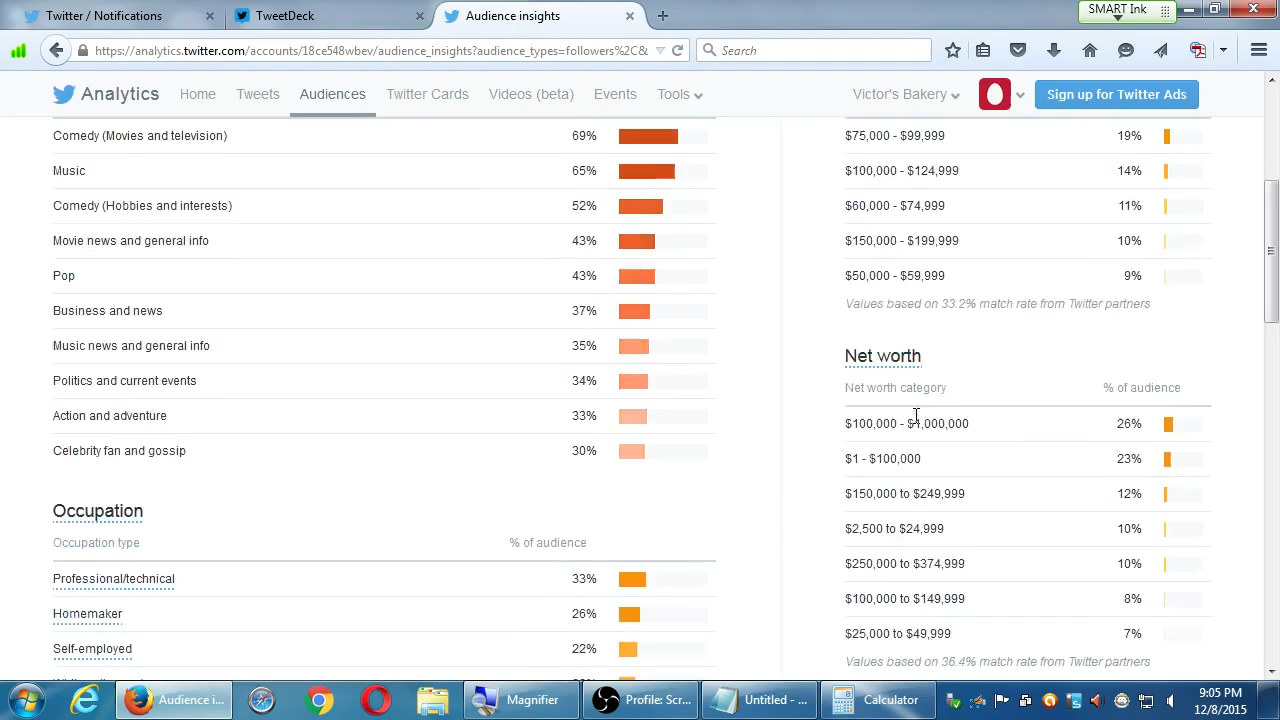 Twitter / Notifications × TweetDeck × Audience insights × +
SMART Ink
https://analytics.twitter.com/accounts/18ce548wbev/audience_insights?audience_types=followers%2C& Search
Analytics Home Tweets Audiences Twitter Cards Videos (beta) Events Tools Victor's Bakery Sign up for Twitter Ads
Comedy (Movies and television) 69%
Music 65%
Comedy (Hobbies and interests) 52%
Movie news and general info 43%
Pop 43%
Business and news 37%
Music news and general info 35%
Politics and current events 34%
Action and adventure 33%
Celebrity fan and gossip 30%
Occupation
Occupation type % of audience
Professional/technical 33%
Homemaker 26%
Self-employed 22%
$75,000 - $99,999 19%
$100,000 - $124,999 14%
$60,000 - $74,999 11%
$150,000 - $199,999 10%
$50,000 - $59,999 9%
Values based on 33.2% match rate from Twitter partners
Net worth
Net worth category % of audience
$100,000 - $1,000,000 26%
$1 - $100,000 23%
$150,000 to $249,999 12%
$2,500 to $24,999 10%
$250,000 to $374,999 10%
$100,000 to $149,999 8%
$25,000 to $49,999 7%
Values based on 36.4% match rate from Twitter partners
Audience i... Magnifier Profile: Scr... Untitled - ... Calculator
9:05 PM
12/8/2015